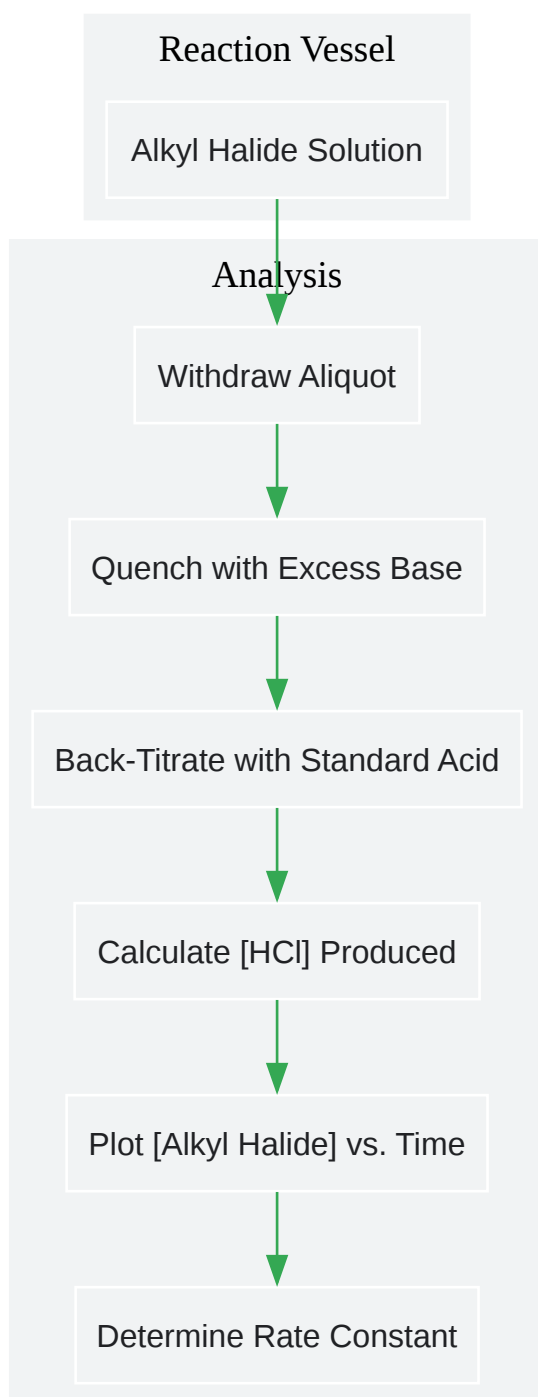 Reaction Vessel
Alkyl Halide Solution
Analysis
Withdraw Aliquot
Quench with Excess Base
Back-Titrate with Standard Acid
Calculate [HCl] Produced
Plot [Alkyl Halide] vs. Time
Determine Rate Constant